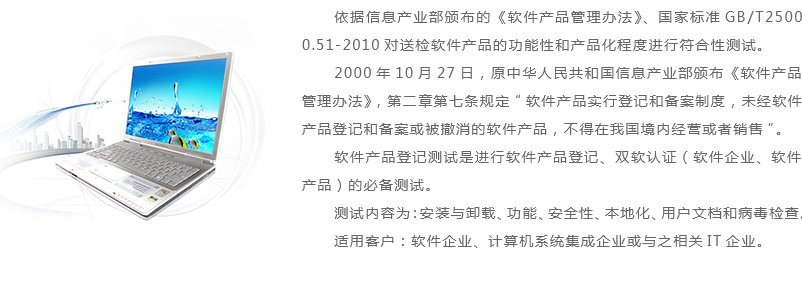 依据信息产业部颁布的《软件产品管理办法》、国家标准 GB/T2500
0.51-2010 对送检软件产品的功能性和产品化程度进行符合性测试。
2000 年 10 月 27 日，原中华人民共和国信息产业部颁布《软件产品
管理办法》，第二章第七条规定“ 软件产品实行登记和备案制度，未经软件
产品登记和备案或被撤消的软件产品，不得在我国境内经营或者销售”。
软件产品登记测试是进行软件产品登记、双软认证（软件企业、软件
产品）的必备测试。
测试内容为：安装与卸载、功能、安全性、本地化、用户文档和病毒检查.
适用客户：软件企业、计算机系统集成企业或与之相关 IT 企业。